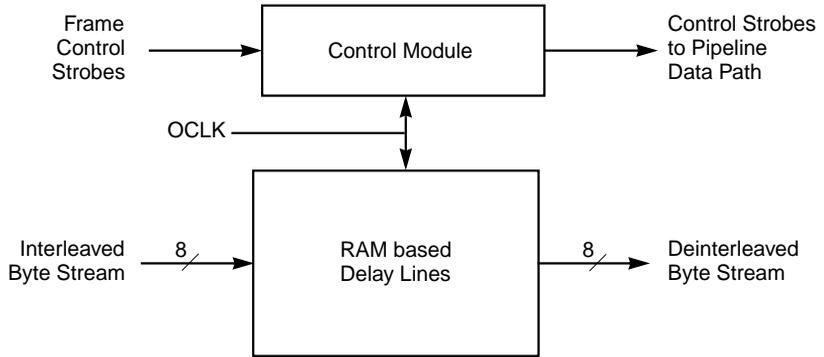 Frame
Control
Strobes
Control Module
Control Strobes
to Pipeline
Data Path
OCLK
Interleaved
Byte Stream
8
RAM based
Delay Lines
8
Deinterleaved
Byte Stream